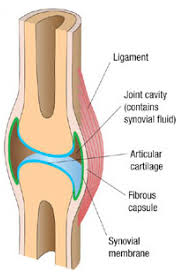 Ligament
Joint cavity
(contains
synovial fluid)
Articular
cartilage
Fibrous
capsule
Synovial
membrane